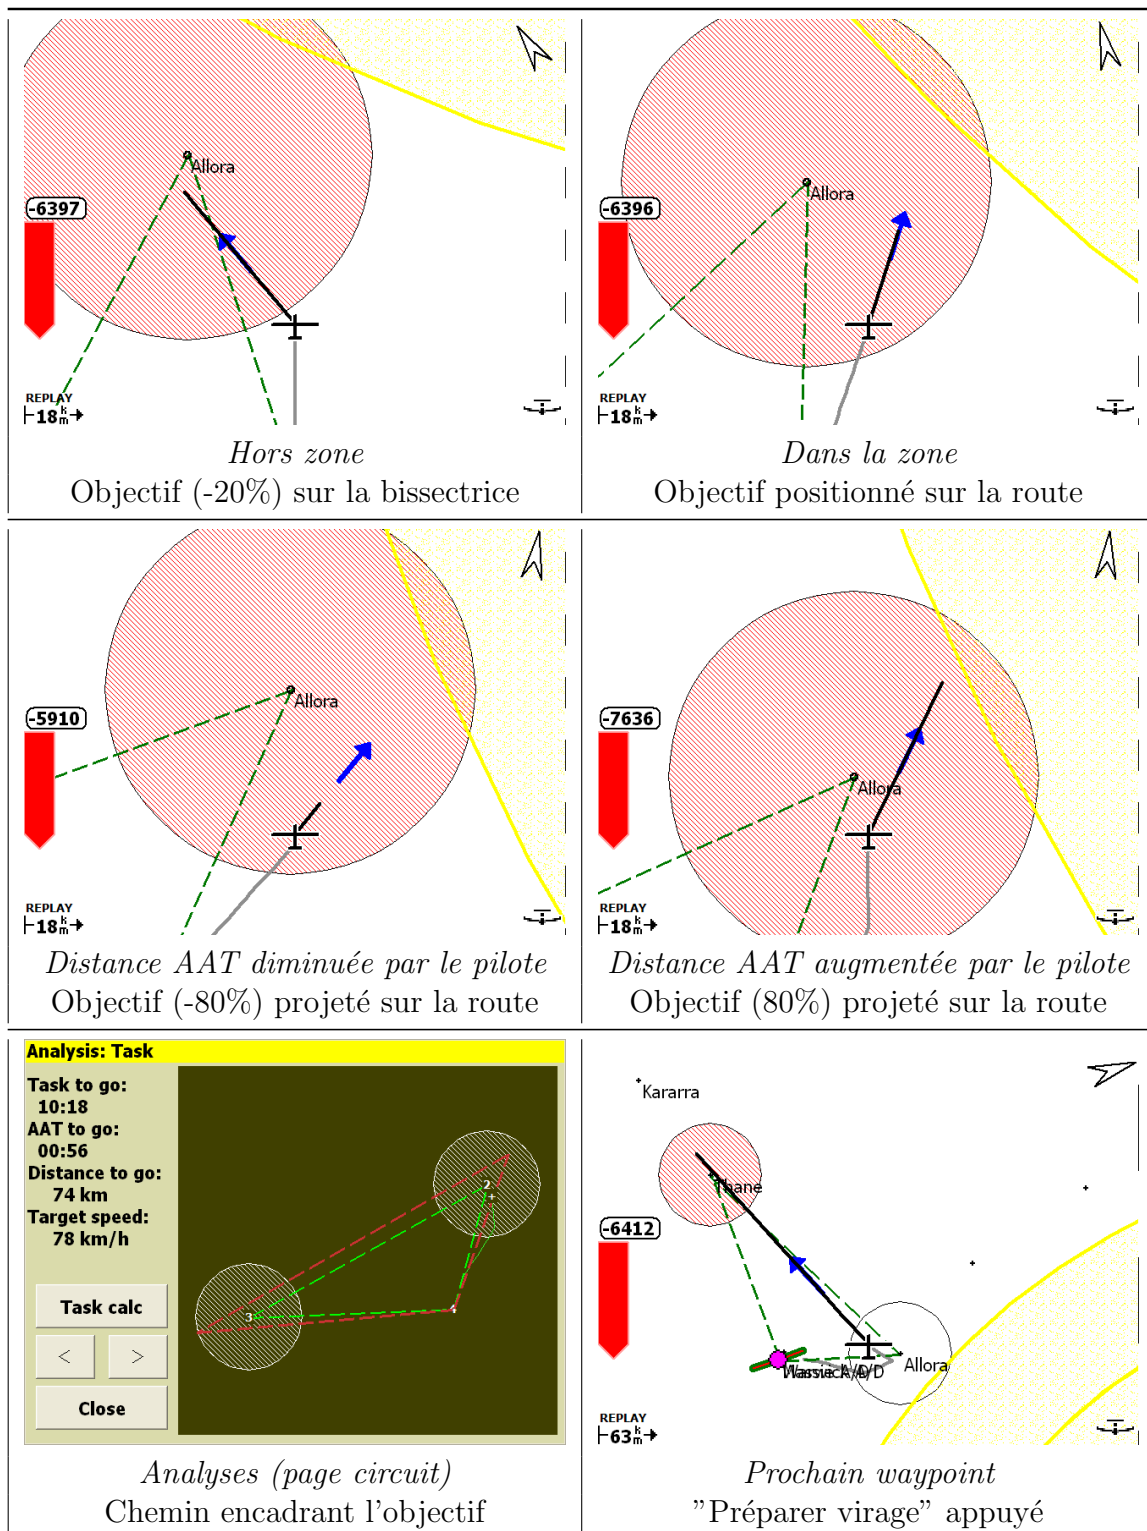 Allora
-6397
REPLAY
18 k m
Hors zone
Objectif (-20%) sur la bissectrice
Allora
-6396
REPLAY
18 k m
Dans la zone
Objectif positionné sur la route
Allora
-5910
REPLAY
18 k m
Distance AAT diminuée par le pilote
Objectif (-80%) projeté sur la route
Allora
-7636
REPLAY
18 k m
Distance AAT augmentée par le pilote
Objectif (80%) projeté sur la route
Analysis: Task
Task to go:
10:18
AAT to go:
00:56
Distance to go:
74 km
Target speed:
78 km/h
Task calc
< >
Close
2
3
Analyses (page circuit)
Chemin encadrant l'objectif
Kararra
Thane
-6412
Allora
REPLAY
63 k m
Prochain waypoint
"Préparer virage" appuyé